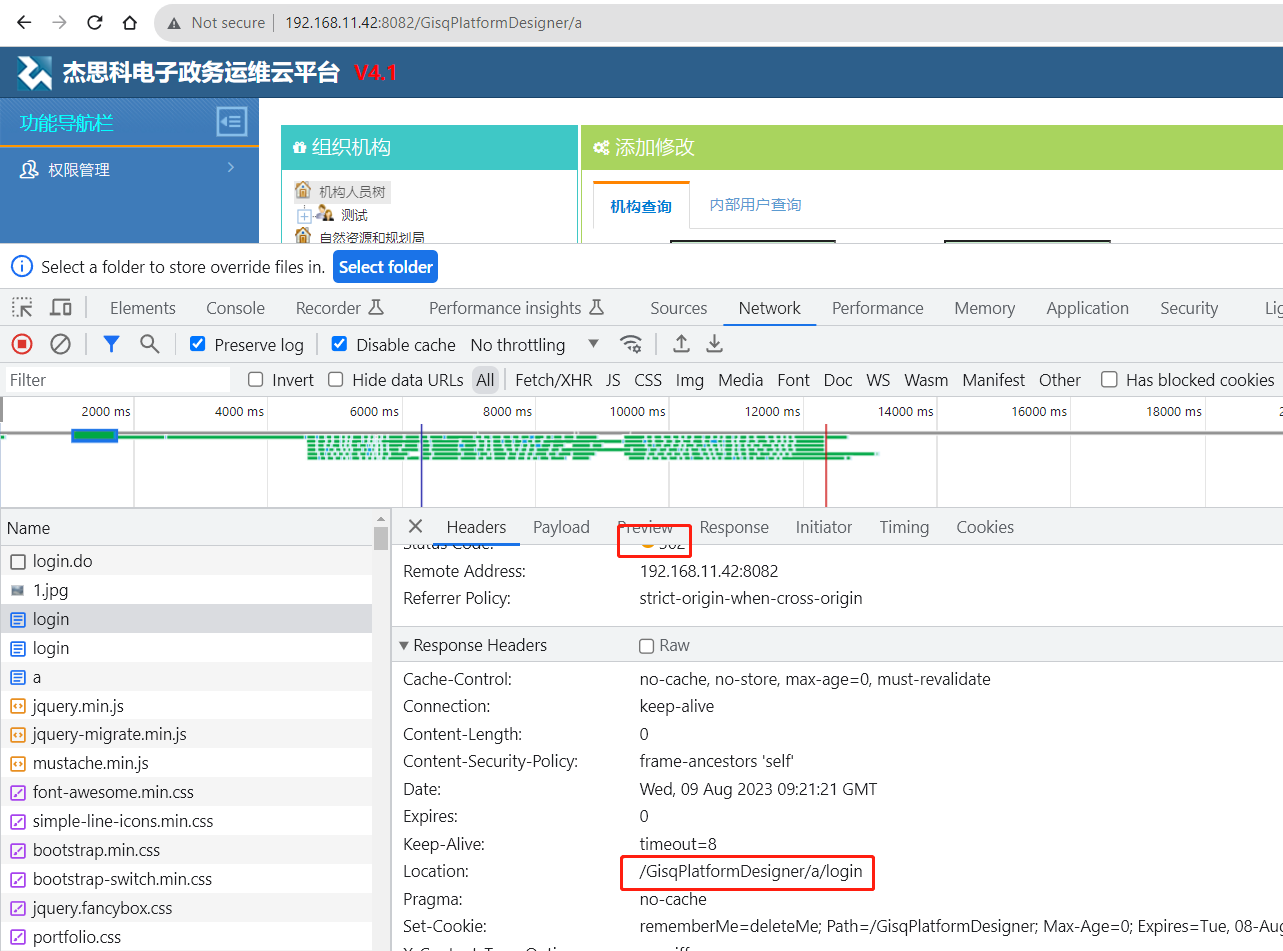 Not secure 192.168.11.42:8082/GisqPlatformDesigner/a
杰思科电子政务运维云平台 V4.1
功能导航栏
权限管理
组织机构
机构人员树
测试
自然资源和规划局
添加修改
机构查询 内部用户查询
Select a folder to store override files in. Select folder
Elements Console Recorder Performance insights Sources Network Performance Memory Application Security Lig
Preserve log Disable cache No throttling
Filter Invert Hide data URLs All Fetch/XHR JS CSS Img Media Font Doc WS Wasm Manifest Other Has blocked cookies
2000 ms 4000 ms 6000 ms 8000 ms 10000 ms 12000 ms 14000 ms 16000 ms 18000 ms 2
Name
login.do
1.jpg
login
login
a
jquery.min.js
jquery-migrate.min.js
mustache.min.js
font-awesome.min.css
simple-line-icons.min.css
bootstrap.min.css
bootstrap-switch.min.css
jquery.fancybox.css
portfolio.css
Headers Payload Preview Response Initiator Timing Cookies
Status Code: 302
Remote Address: 192.168.11.42:8082
Referrer Policy: strict-origin-when-cross-origin
Response Headers Raw
Cache-Control: no-cache, no-store, max-age=0, must-revalidate
Connection: keep-alive
Content-Length: 0
Content-Security-Policy: frame-ancestors 'self'
Date: Wed, 09 Aug 2023 09:21:21 GMT
Expires: 0
Keep-Alive: timeout=8
Location: /GisqPlatformDesigner/a/login
Pragma: no-cache
Set-Cookie: rememberMe=deleteMe; Path=/GisqPlatformDesigner; Max-Age=0; Expires=Tue, 08-Aug